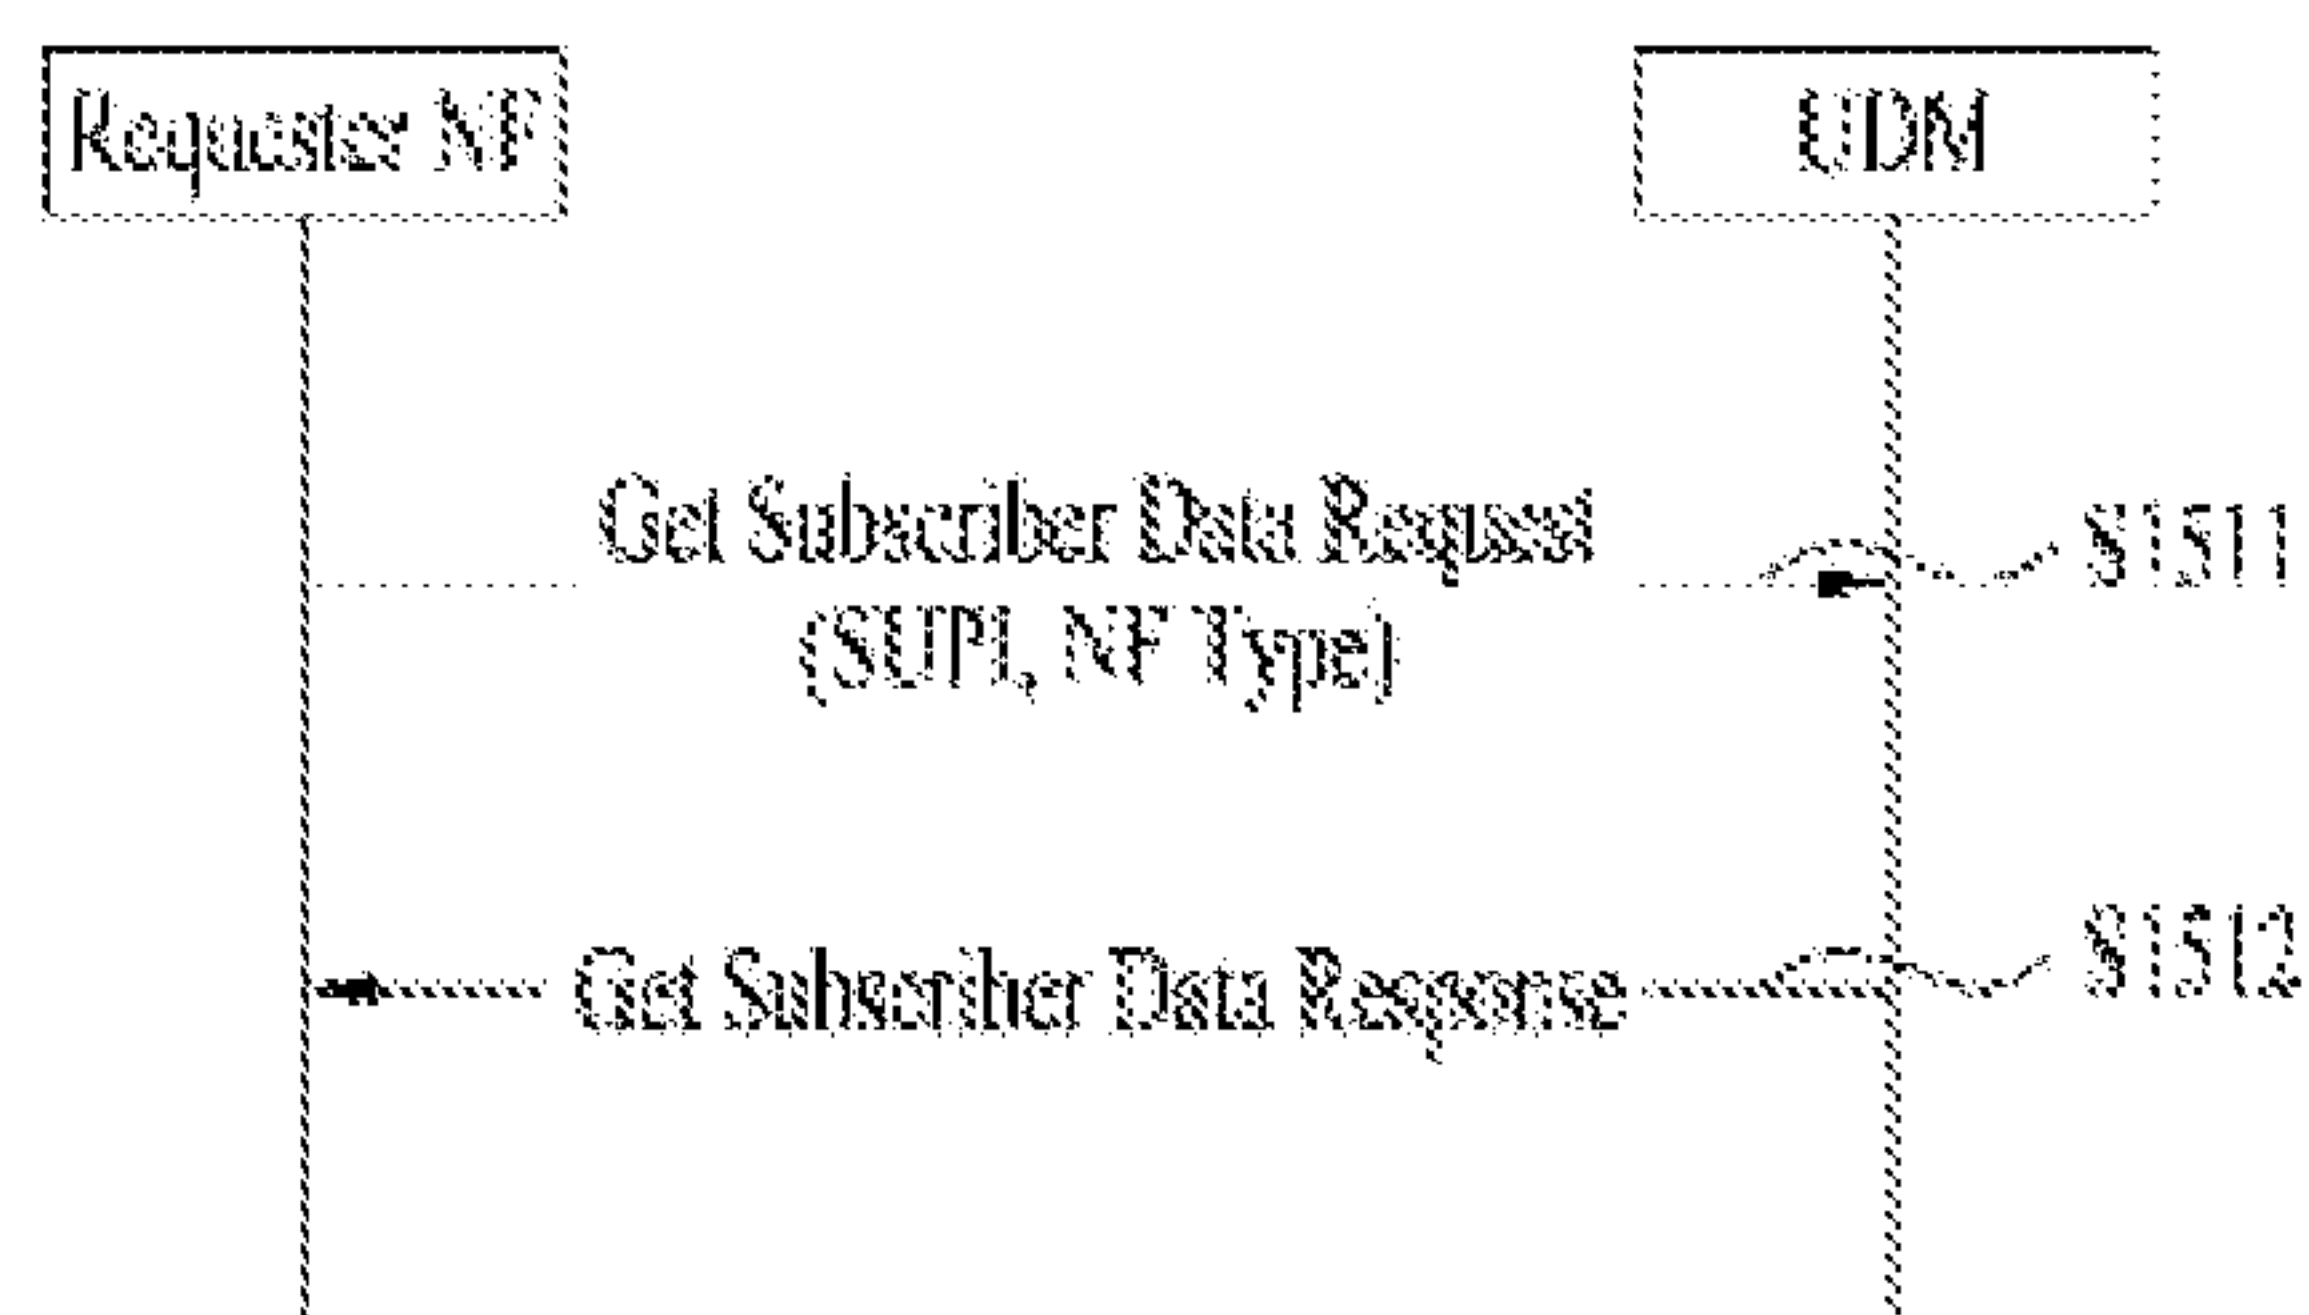 Requester NF
UDM
Get Subscriber Data Request
S1511
(SUPI, NF Type)
Get Subscriber Data Response
S1512